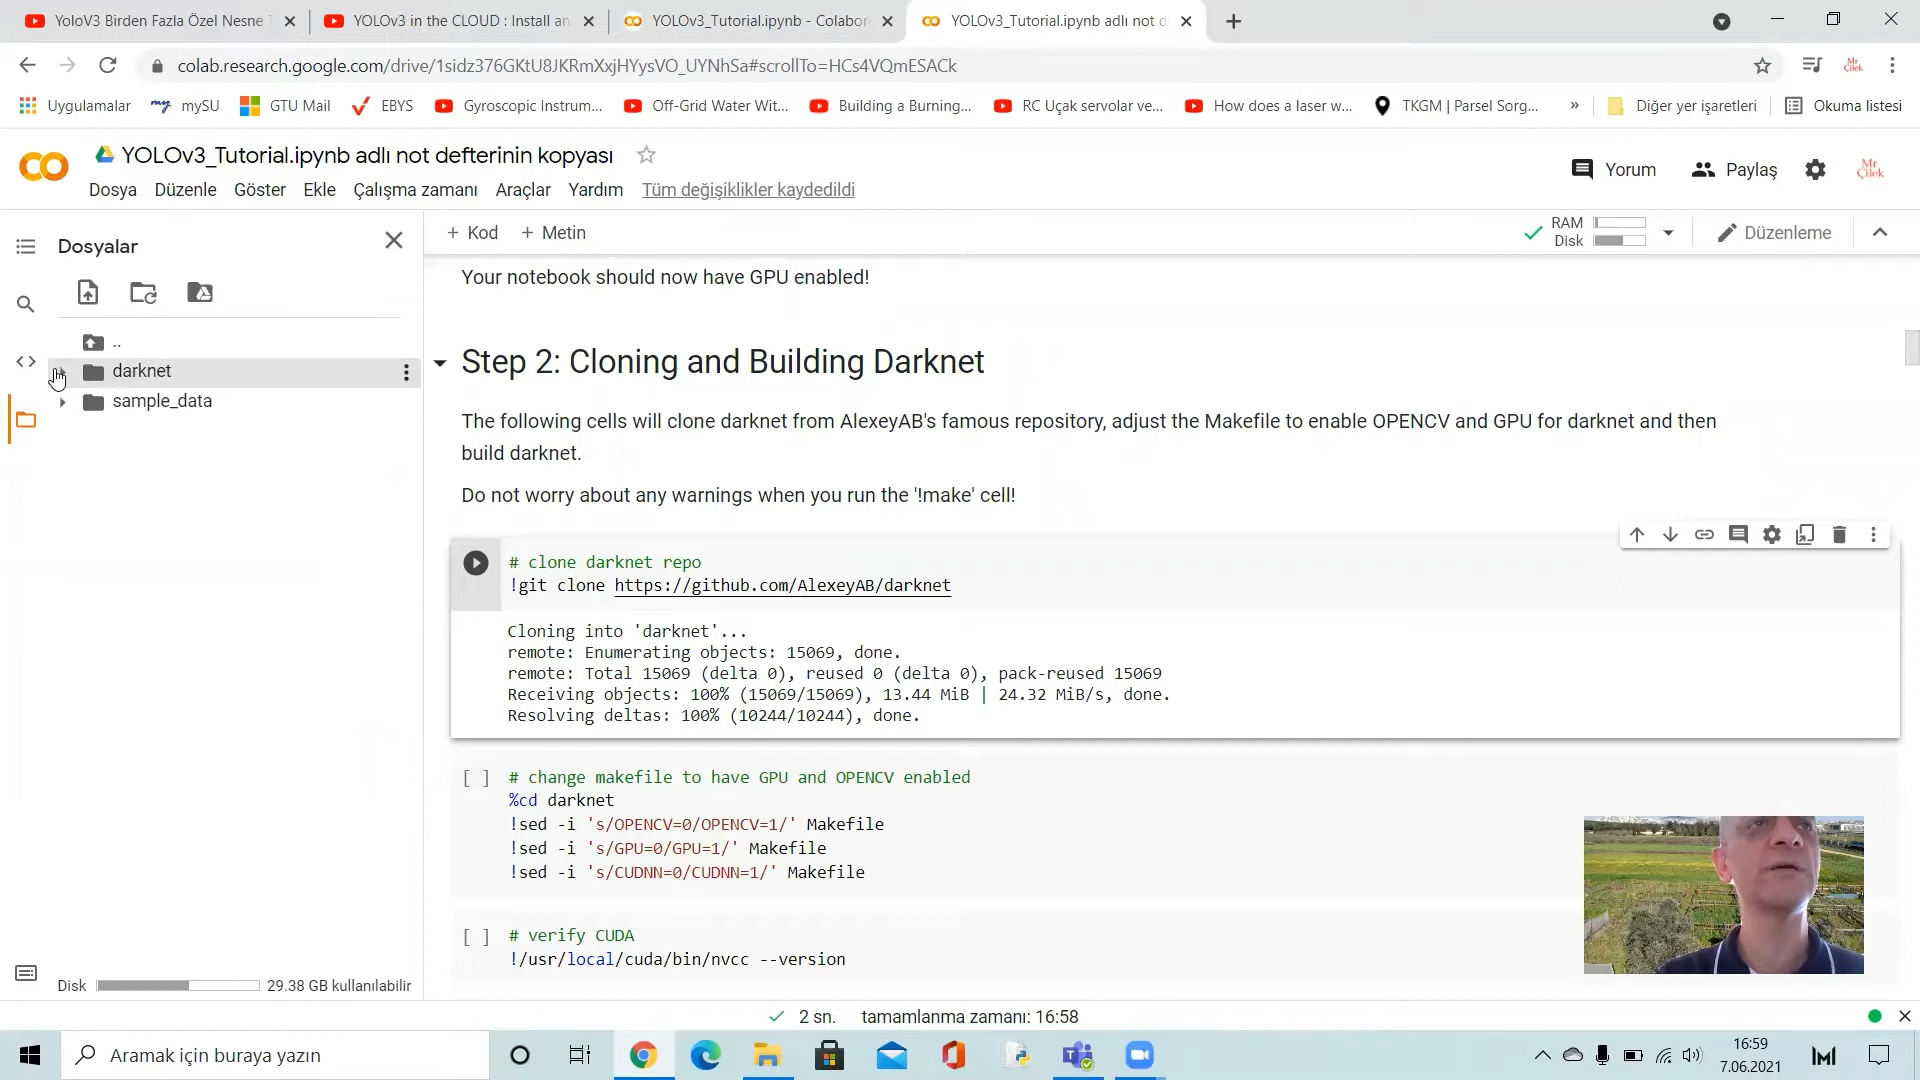 YoloV3 Birden Fazla Özel Nesne
YOLOv3 in the CLOUD : Install an
YOLOv3_Tutorial.ipynb - Colabor
YOLOv3_Tutorial.ipynb adlı not d
colab.research.google.com/drive/1sidz376GKtU8JKRmXxjHYysVO_UYNhSa#scrollTo=HCs4VQmESACk
Mr Çilek
Uygulamalar
my mySU
GTU Mail
EBYS
Gyroscopic Instrum...
Off-Grid Water Wit...
Building a Burning...
RC Uçak servolar ve...
How does a laser w...
TKGM | Parsel Sorg...
»
Diğer yer işaretleri
Okuma listesi
YOLOv3_Tutorial.ipynb adlı not defterinin kopyası
Dosya Düzenle Göster Ekle Çalışma zamanı Araçlar Yardım Tüm değişiklikler kaydedildi
Yorum
Paylaş
Mr. Çilek
Dosyalar
+ Kod + Metin
RAM
Disk
Düzenleme
..
darknet
sample_data
Disk
29.38 GB kullanılabilir
Your notebook should now have GPU enabled!
Step 2: Cloning and Building Darknet
The following cells will clone darknet from AlexeyAB's famous repository, adjust the Makefile to enable OPENCV and GPU for darknet and then
build darknet.
Do not worry about any warnings when you run the '!make' cell!
# clone darknet repo
!git clone https://github.com/AlexeyAB/darknet
Cloning into 'darknet'...
remote: Enumerating objects: 15069, done.
remote: Total 15069 (delta 0), reused 0 (delta 0), pack-reused 15069
Receiving objects: 100% (15069/15069), 13.44 MiB | 24.32 MiB/s, done.
Resolving deltas: 100% (10244/10244), done.
[ ] # change makefile to have GPU and OPENCV enabled
%cd darknet
!sed -i 's/OPENCV=0/OPENCV=1/' Makefile
!sed -i 's/GPU=0/GPU=1/' Makefile
!sed -i 's/CUDNN=0/CUDNN=1/' Makefile
[ ] # verify CUDA
!/usr/local/cuda/bin/nvcc --version
2 sn. tamamlanma zamanı: 16:58
Aramak için buraya yazın
16:59
7.06.2021